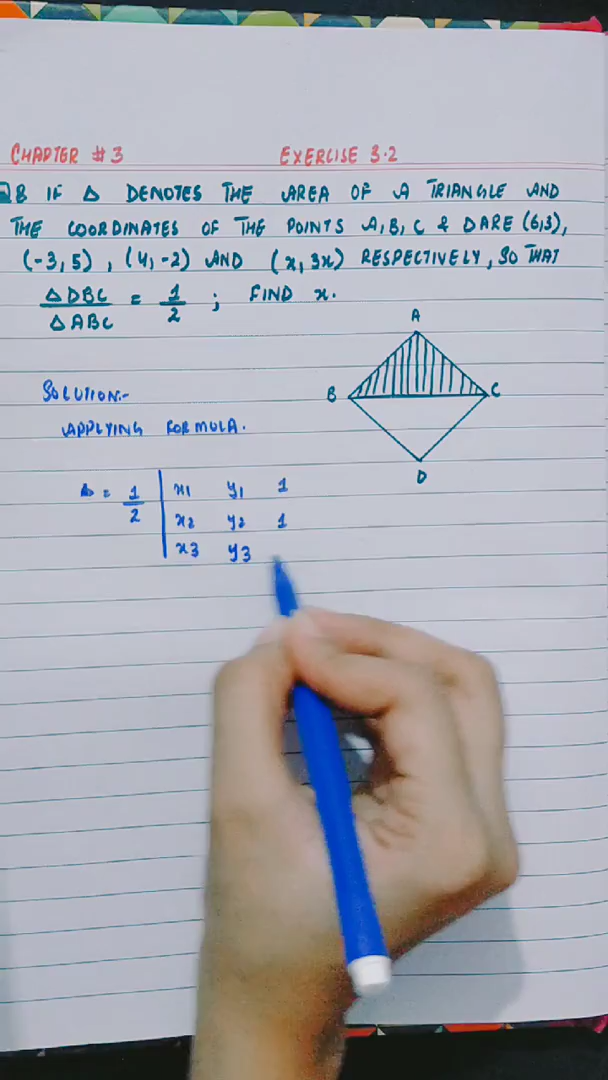 CHAPTER # 3 EXERCISE 3.2
Q8 IF Δ DENOTES THE AREA OF A TRIANGLE AND
THE COORDINATES OF THE POINTS A, B, C & D ARE (6,3),
(-3, 5) , (4, -2) AND (x, 3x) RESPECTIVELY, SO THAT
ΔDBC / ΔABC = 1/2 ; FIND x.
A
SOLUTION:-
B C
APPLYING FORMULA.
D
Δ = 1/2 | x1 y1 1
x2 y2 1
x3 y3